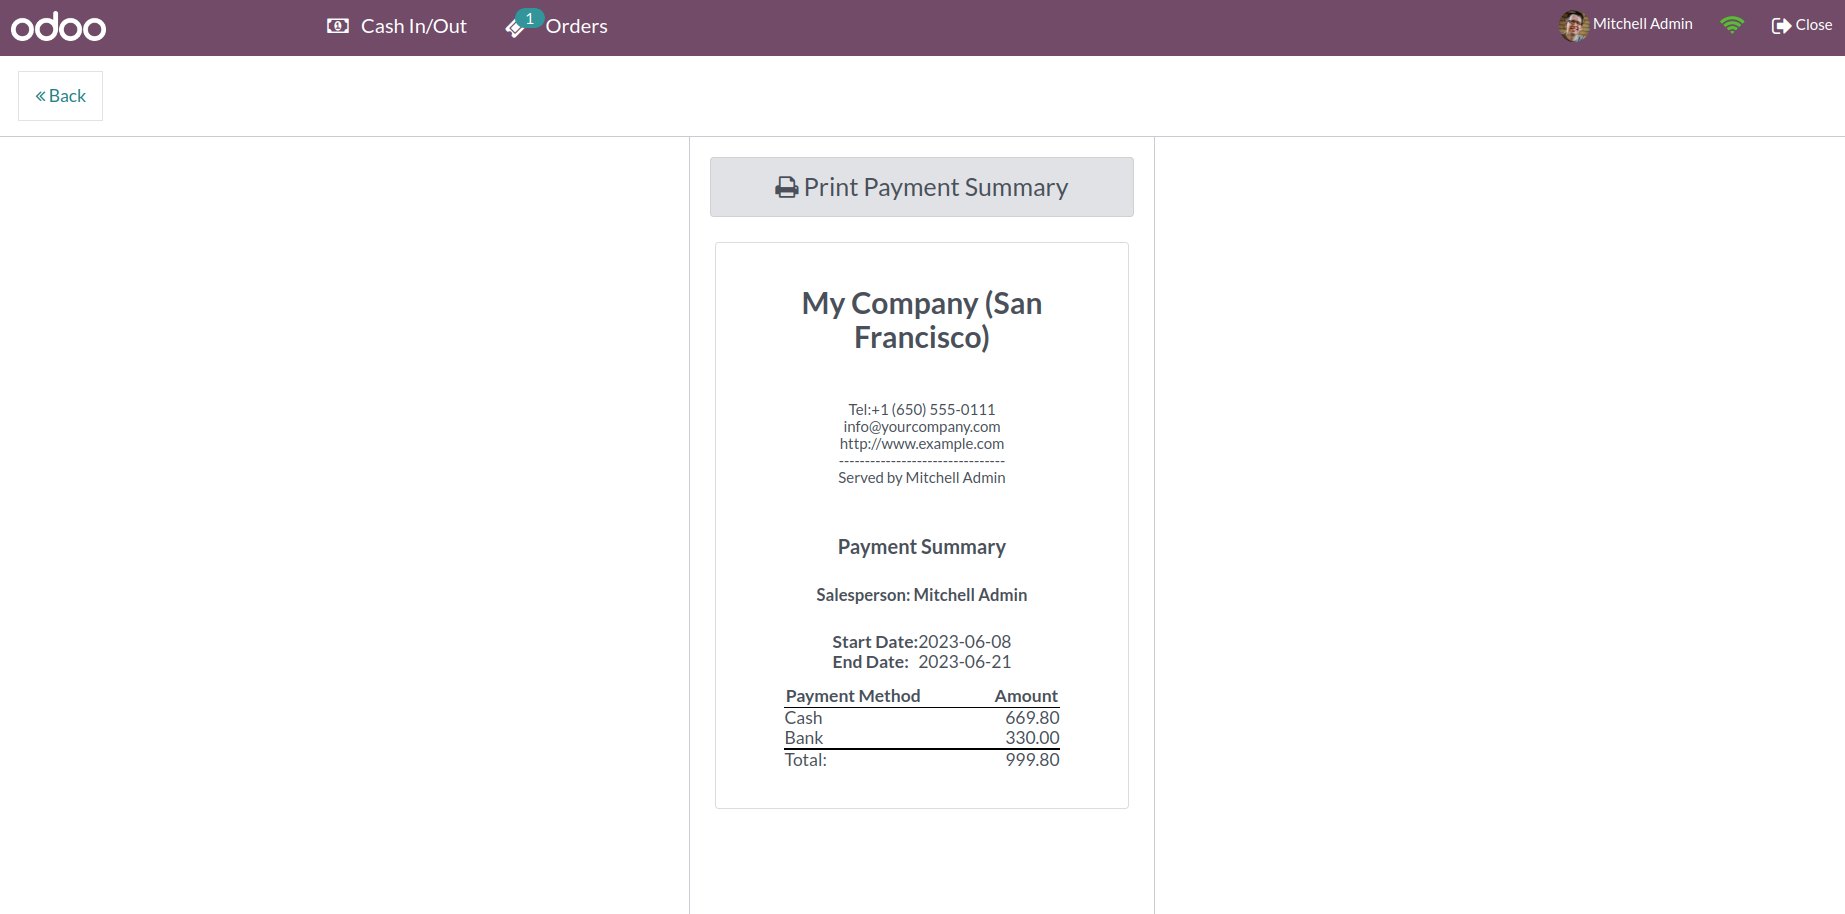 odoo
Cash In/Out
1
Orders
Mitchell Admin
Close
« Back
Print Payment Summary
My Company (San
Francisco)
Tel:+1 (650) 555-0111
info@yourcompany.com
http://www.example.com
--------------------------------
Served by Mitchell Admin
Payment Summary
Salesperson: Mitchell Admin
Start Date:2023-06-08
End Date: 2023-06-21
Payment Method Amount
Cash 669.80
Bank 330.00
Total: 999.80